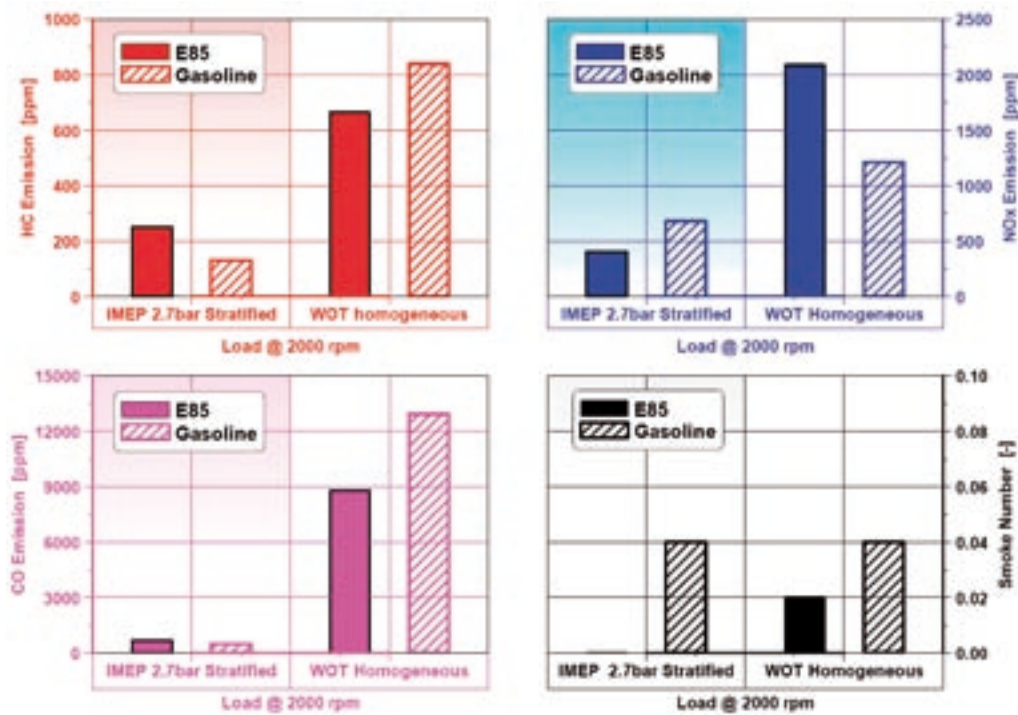 HC Emission [ppm]
1000
800
600
400
200
0
E85
Gasoline
IMEP 2.7bar Stratified
WOT homogeneous
Load @ 2000 rpm
NOx Emission [ppm]
2500
2000
1500
1000
500
0
E85
Gasoline
IMEP 2.7bar Stratified
WOT Homogeneous
Load @ 2000 rpm
CO Emission [ppm]
15000
12000
9000
6000
3000
0
E85
Gasoline
IMEP 2.7bar Stratified
WOT Homogeneous
Load @ 2000 rpm
Smoke Number [-]
0.10
0.08
0.06
0.04
0.02
0.00
E85
Gasoline
IMEP 2.7bar Stratified
WOT Homogeneous
Load @ 2000 rpm